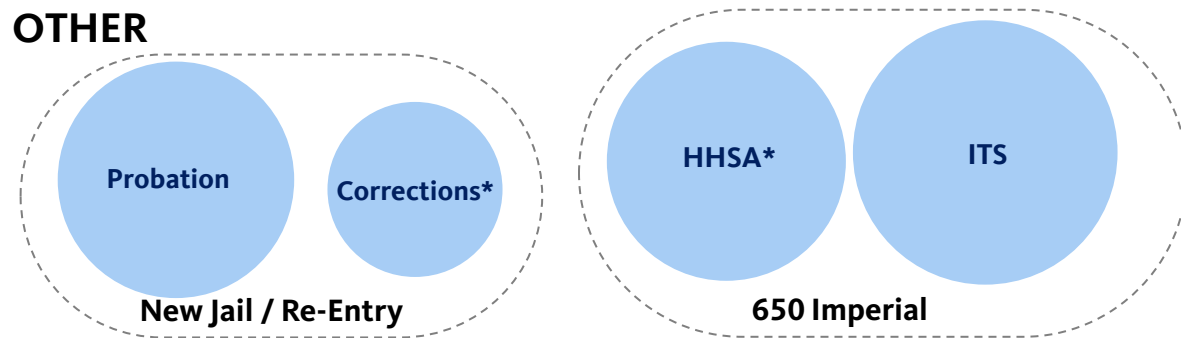 OTHER
Probation
Corrections*
New Jail / Re-Entry
HHSA*
ITS
650 Imperial